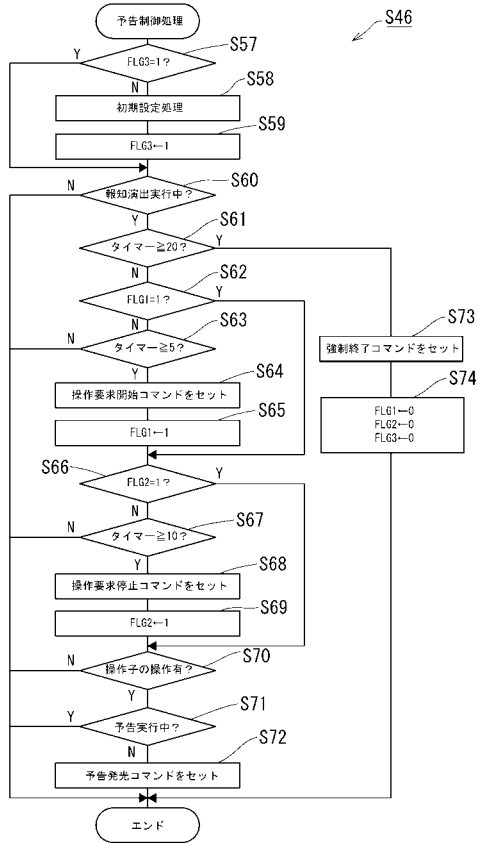 予告制御処理
S46
S57
Y
FLG3=1？
N
S58
初期設定処理
S59
FLG3←1
N
S60
報知演出実行中？
Y
S61
タイマー≧20？
Y
N
S62
FLG1=1？
Y
N
S63
N
タイマー≧5？
Y
S64
操作要求開始コマンドをセット
S65
FLG1←1
S66
FLG2=1？
Y
N
S67
N
タイマー≧10？
Y
S68
操作要求停止コマンドをセット
S69
FLG2←1
N
S70
操作子の操作有？
Y
S71
Y
予告実行中？
N
S72
予告発光コマンドをセット
エンド
S73
強制終了コマンドをセット
S74
FLG1←0
FLG2←0
FLG3←0